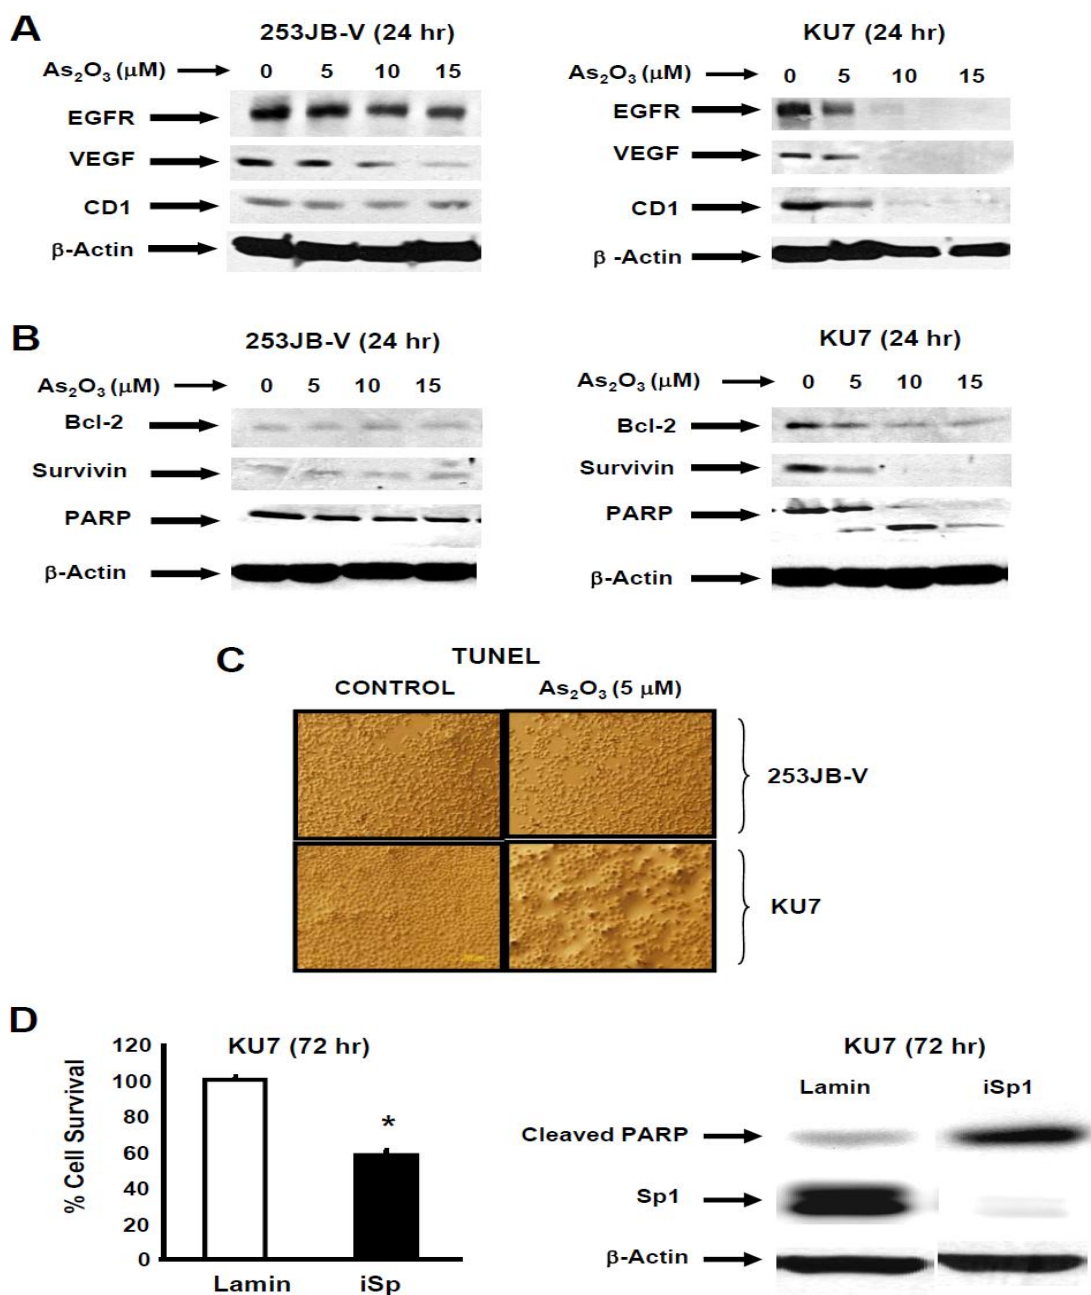 A
253JB-V (24 hr)
As₂O₃ (μM)
0 5 10 15
EGFR
VEGF
CD1
β-Actin
KU7 (24 hr)
As₂O₃ (μM)
0 5 10 15
EGFR
VEGF
CD1
β -Actin
B
253JB-V (24 hr)
As₂O₃ (μM)
0 5 10 15
Bcl-2
Survivin
PARP
β-Actin
KU7 (24 hr)
As₂O₃ (μM)
0 5 10 15
Bcl-2
Survivin
PARP
β-Actin
C
TUNEL
CONTROL As₂O₃ (5 μM)
253JB-V
KU7
D
KU7 (72 hr)
% Cell Survival
120
100
80
60
40
20
0
*
Lamin iSp
KU7 (72 hr)
Lamin iSp1
Cleaved PARP
Sp1
β-Actin